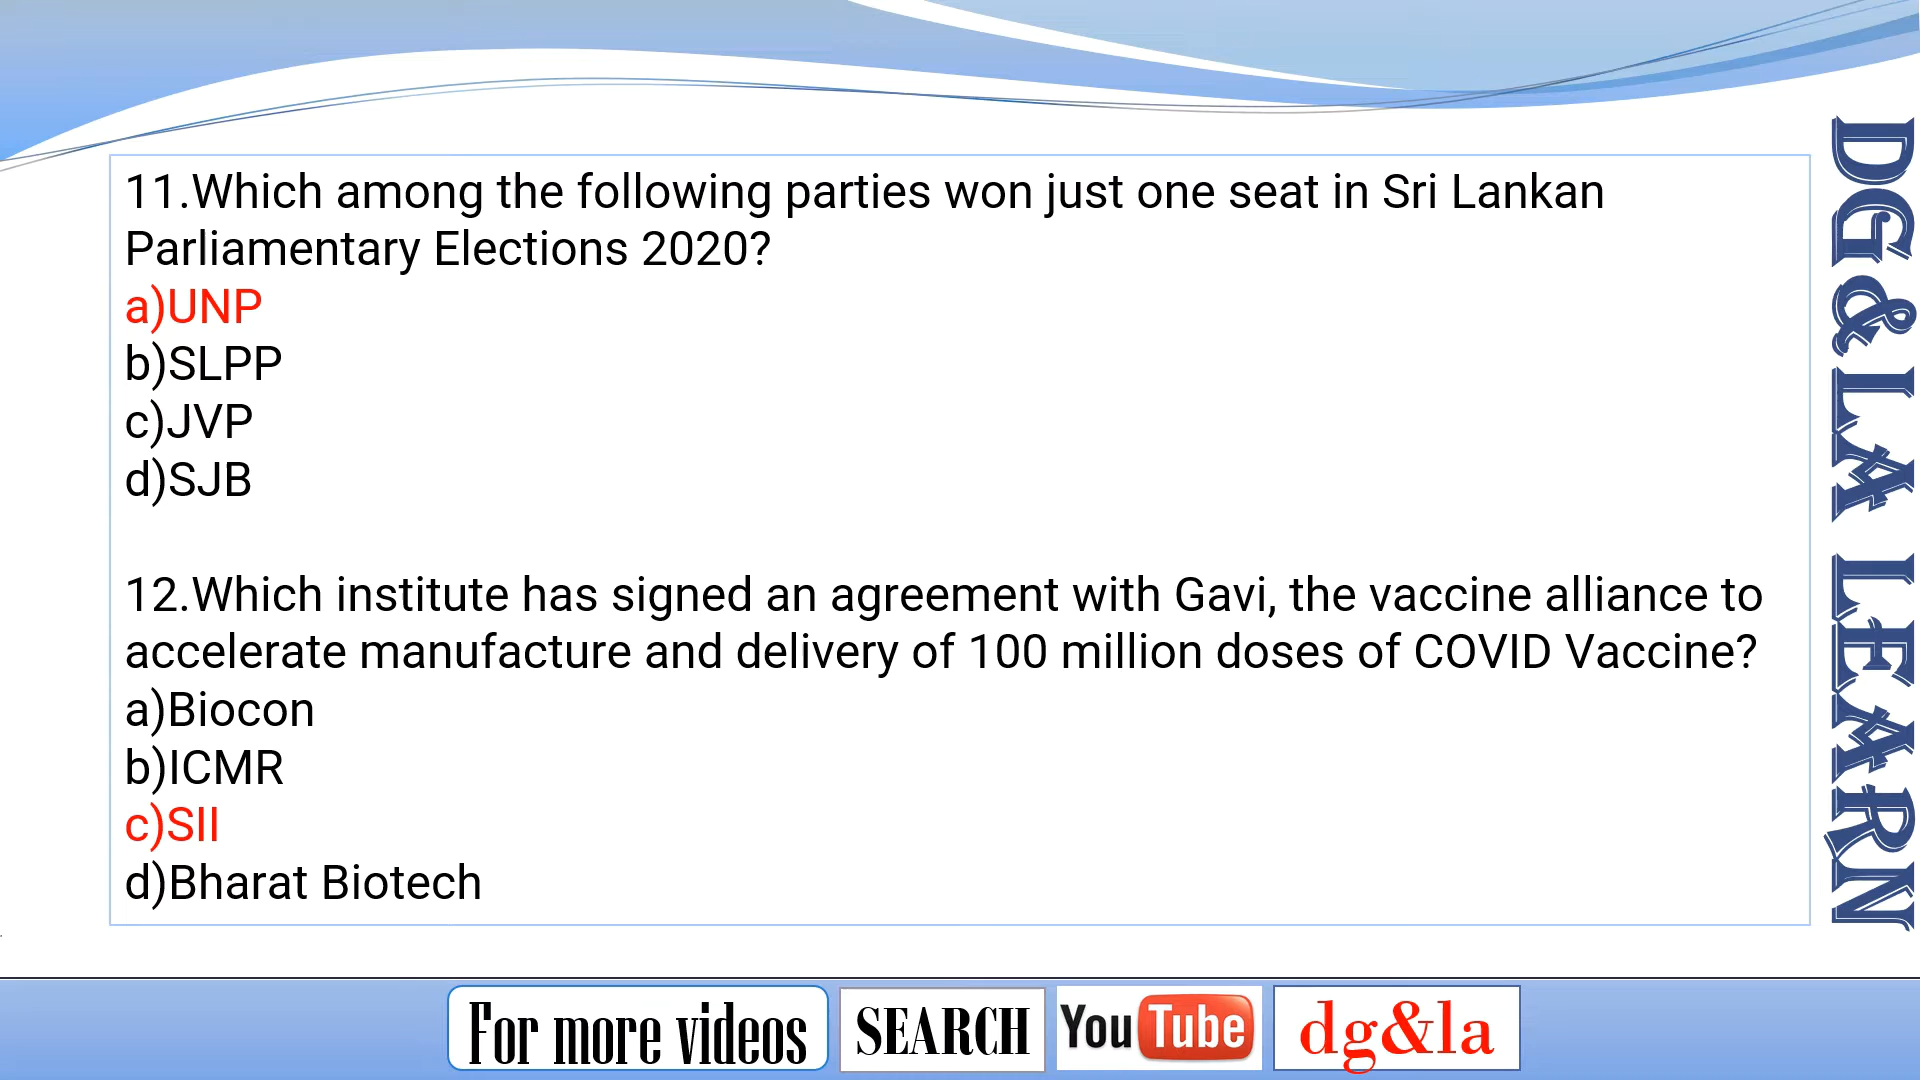 11.Which among the following parties won just one seat in Sri Lankan
Parliamentary Elections 2020?
a)UNP
b)SLPP
c)JVP
d)SJB
12.Which institute has signed an agreement with Gavi, the vaccine alliance to
accelerate manufacture and delivery of 100 million doses of COVID Vaccine?
a)Biocon
b)ICMR
c)SII
d)Bharat Biotech
DG&LA LEARN
For more videos
SEARCH
YouTube
dg&la